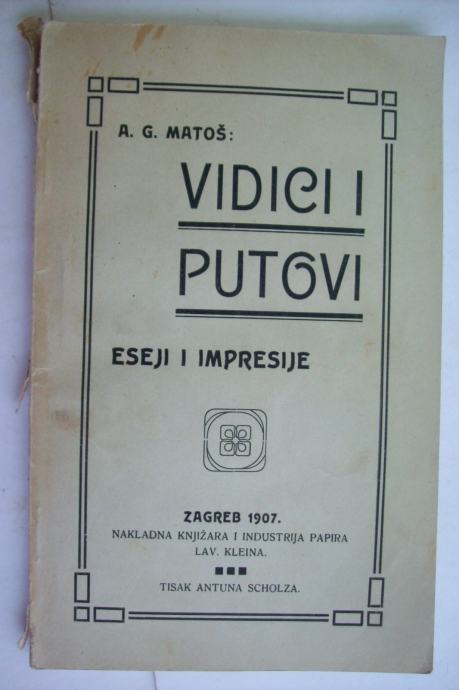 A. G. MATOŠ:
VIDICI I
PUTOVI
ESEJI I IMPRESIJE
ZAGREB 1907.
NAKLADNA KNJIŽARA I INDUSTRIJA PAPIRA
LAV. KLEINA.
TISAK ANTUNA SCHOLZA.